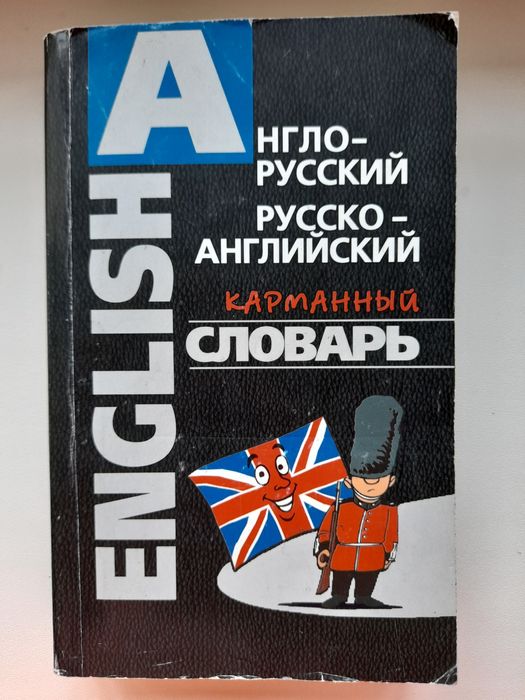 АНГЛО-
РУССКИЙ
РУССКО-
АНГЛИЙСКИЙ
КАРМАННЫЙ
СЛОВАРЬ
ENGLISH